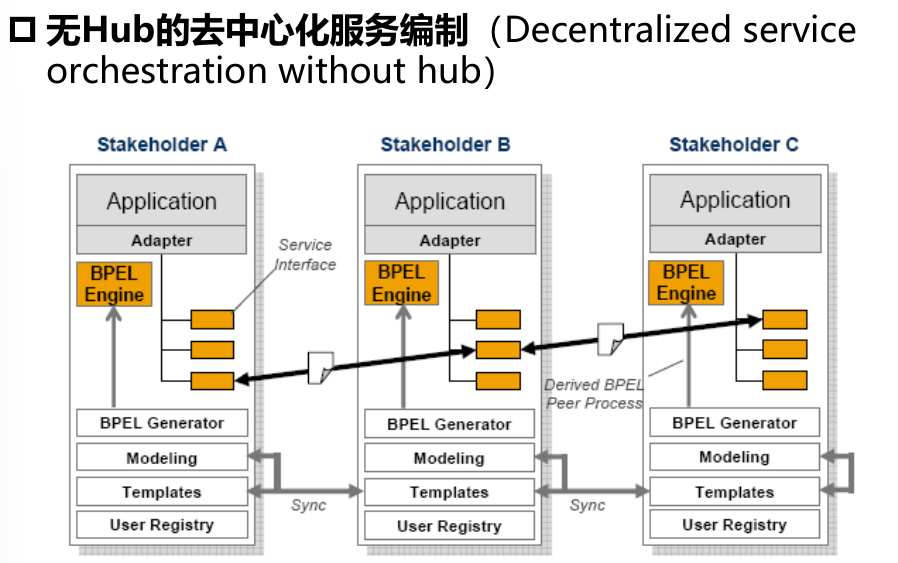 无Hub的去中心化服务编制（Decentralized service
orchestration without hub）
Stakeholder A
Stakeholder B
Stakeholder C
Application
Adapter
BPEL
Engine
Service
Interface
BPEL Generator
Modeling
Templates
User Registry
Sync
Application
Adapter
BPEL
Engine
BPEL Generator
Modeling
Templates
User Registry
Derived BPEL
Peer Process
Sync
Application
Adapter
BPEL
Engine
BPEL Generator
Modeling
Templates
User Registry